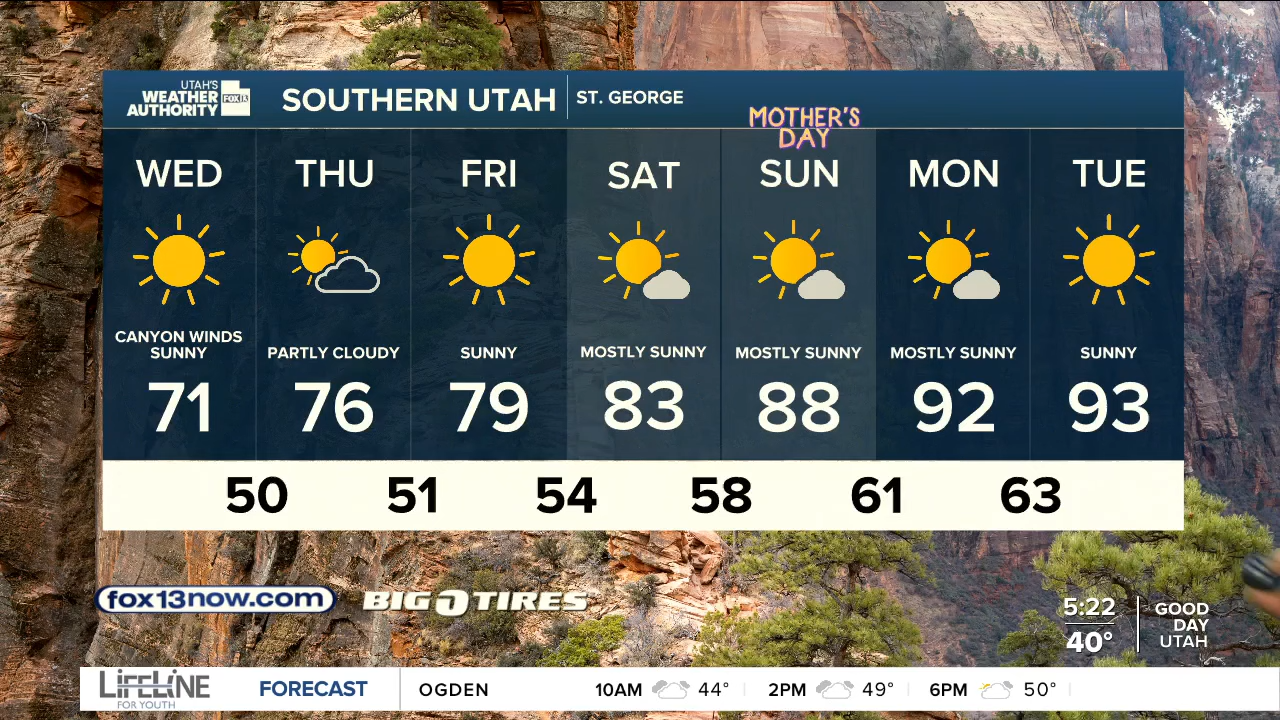 UTAH'S
WEATHER
AUTHORITY
FOX 13
SOUTHERN UTAH
ST. GEORGE
MOTHER'S
DAY
WED THU FRI SAT SUN MON TUE
CANYON WINDS
SUNNY PARTLY CLOUDY SUNNY MOSTLY SUNNY MOSTLY SUNNY MOSTLY SUNNY SUNNY
71 76 79 83 88 92 93
50 51 54 58 61 63
fox13now.com
BIG O TIRES
5:22
40°
GOOD
DAY
UTAH
LIFELINE
FOR YOUTH
FORECAST
OGDEN 10AM 44° 2PM 49° 6PM 50°